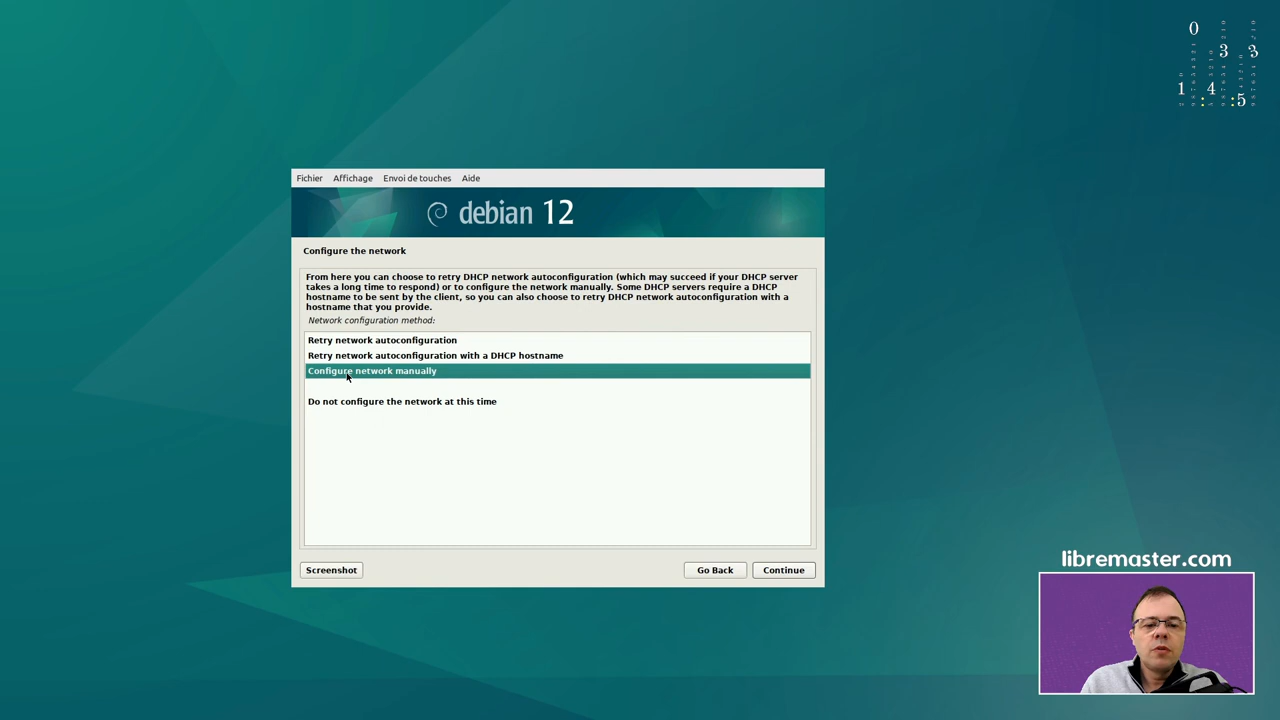 0
3 3
1 : 4 : 5
Fichier Affichage Envoi de touches Aide
debian 12
Configure the network
From here you can choose to retry DHCP network autoconfiguration (which may succeed if your DHCP server
takes a long time to respond) or to configure the network manually. Some DHCP servers require a DHCP
hostname to be sent by the client, so you can also choose to retry DHCP network autoconfiguration with a
hostname that you provide.
Network configuration method:
Retry network autoconfiguration
Retry network autoconfiguration with a DHCP hostname
Configure network manually
Do not configure the network at this time
Screenshot Go Back Continue
libremaster.com